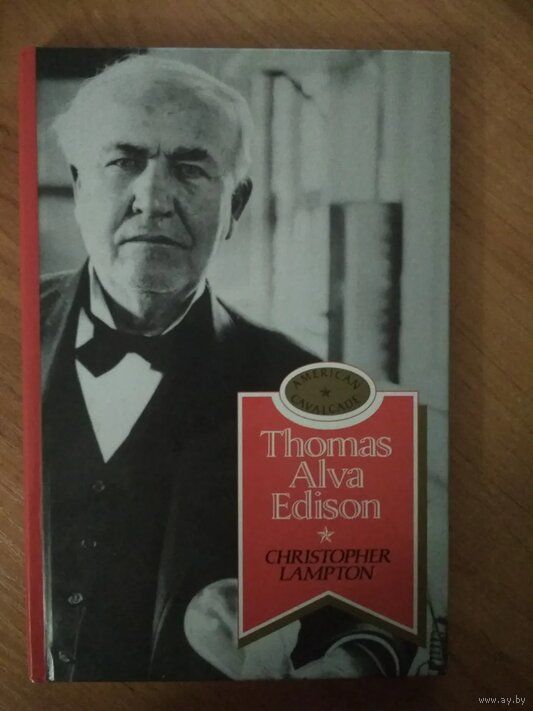 AMERICAN
CAVALCADE
Thomas
Alva
Edison
CHRISTOPHER
LAMPTON
www.ay.by